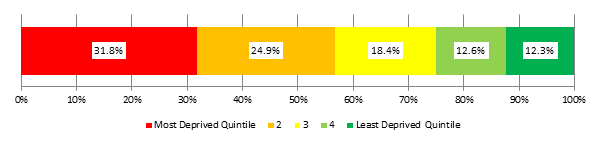 31.8% 24.9% 18.4% 12.6% 12.3%
0% 10% 20% 30% 40% 50% 60% 70% 80% 90% 100%
Most Deprived Quintile 2 3 4 Least Deprived Quintile